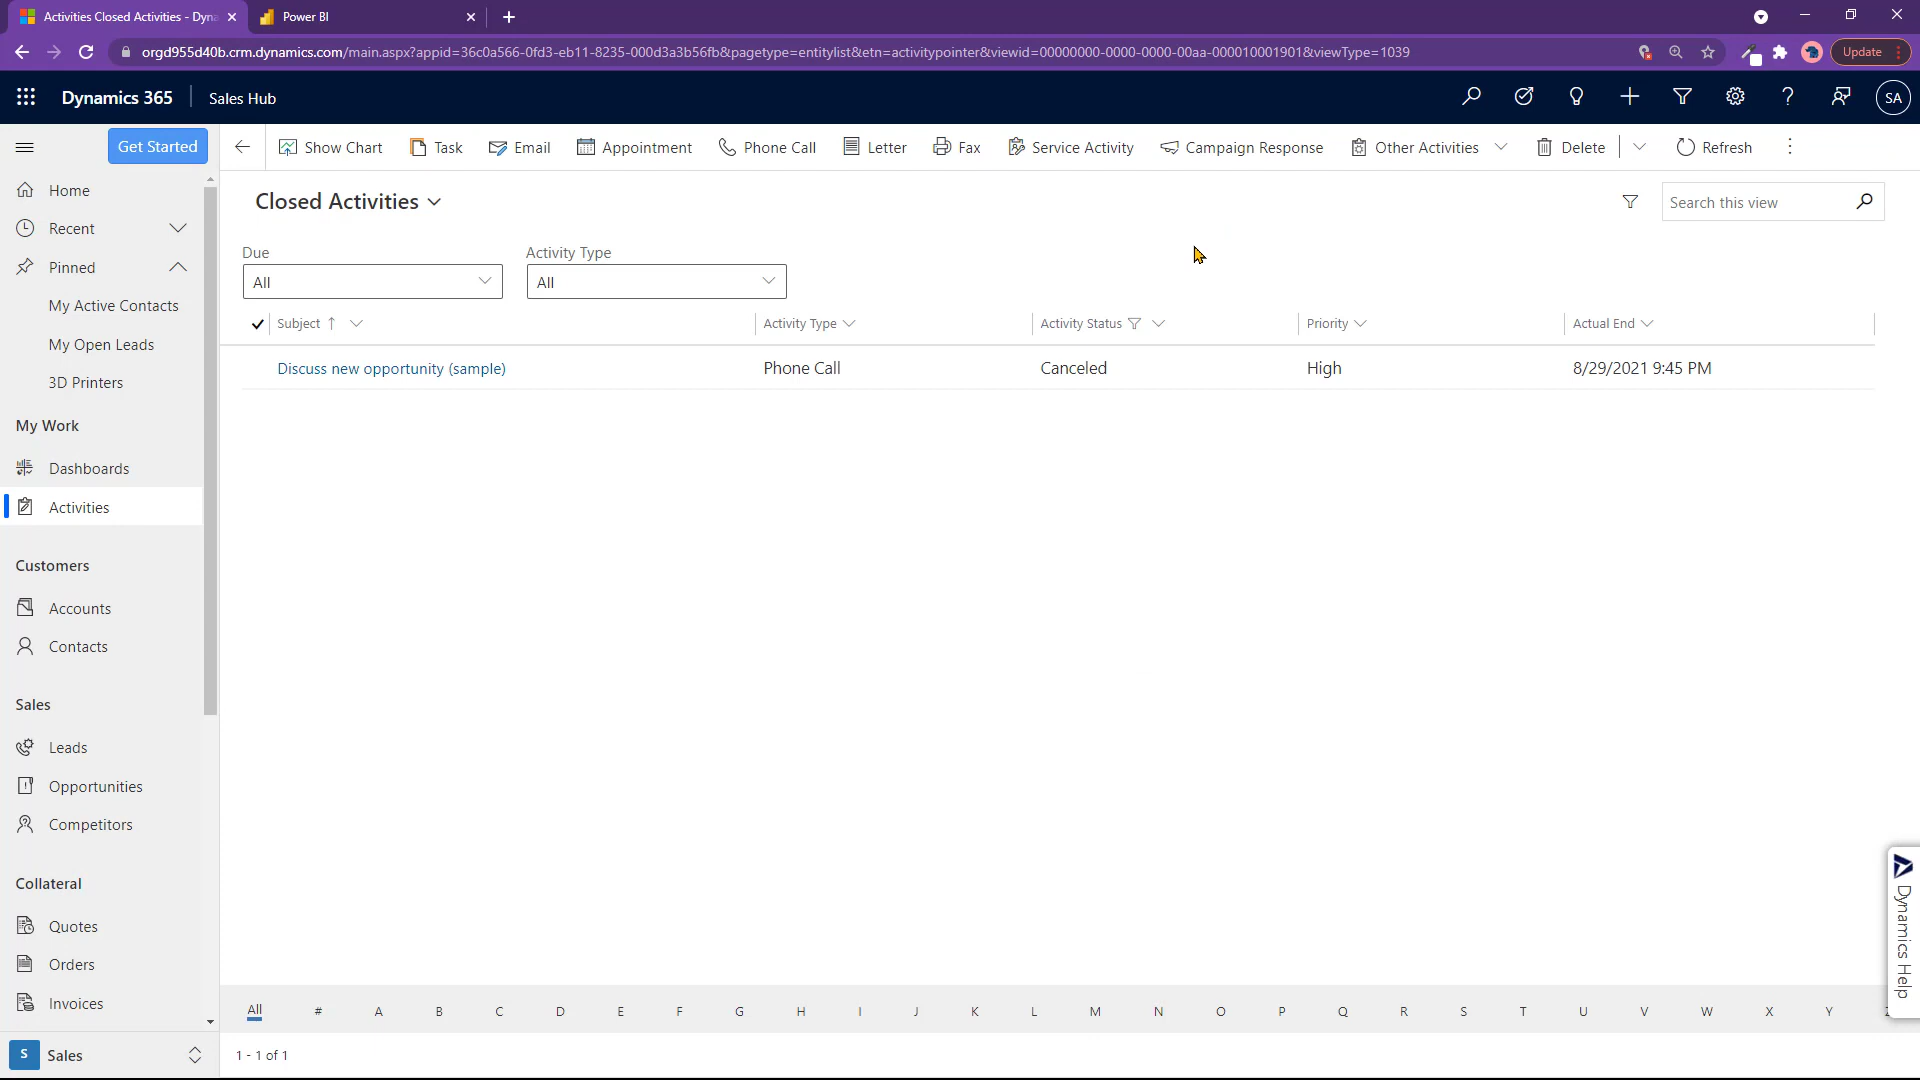 Activities Closed Activities - Dyna
Power BI
orgd955d40b.crm.dynamics.com/main.aspx?appid=36c0a566-0fd3-eb11-8235-000d3a3b56fb&pagetype=entitylist&etn=activitypointer&viewid=00000000-0000-0000-00aa-000010001901&viewType=1039
Update
Dynamics 365
Sales Hub
SA
Get Started
Show Chart
Task
Email
Appointment
Phone Call
Letter
Fax
Service Activity
Campaign Response
Other Activities
Delete
Refresh
Home
Recent
Pinned
My Active Contacts
My Open Leads
3D Printers
My Work
Dashboards
Activities
Customers
Accounts
Contacts
Sales
Leads
Opportunities
Competitors
Collateral
Quotes
Orders
Invoices
S Sales
Closed Activities
Search this view
Due
Activity Type
All
All
Subject
Activity Type
Activity Status
Priority
Actual End
Discuss new opportunity (sample)
Phone Call
Canceled
High
8/29/2021 9:45 PM
All # A B C D E F G H I J K L M N O P Q R S T U V W X Y
1 - 1 of 1
Dynamics Help